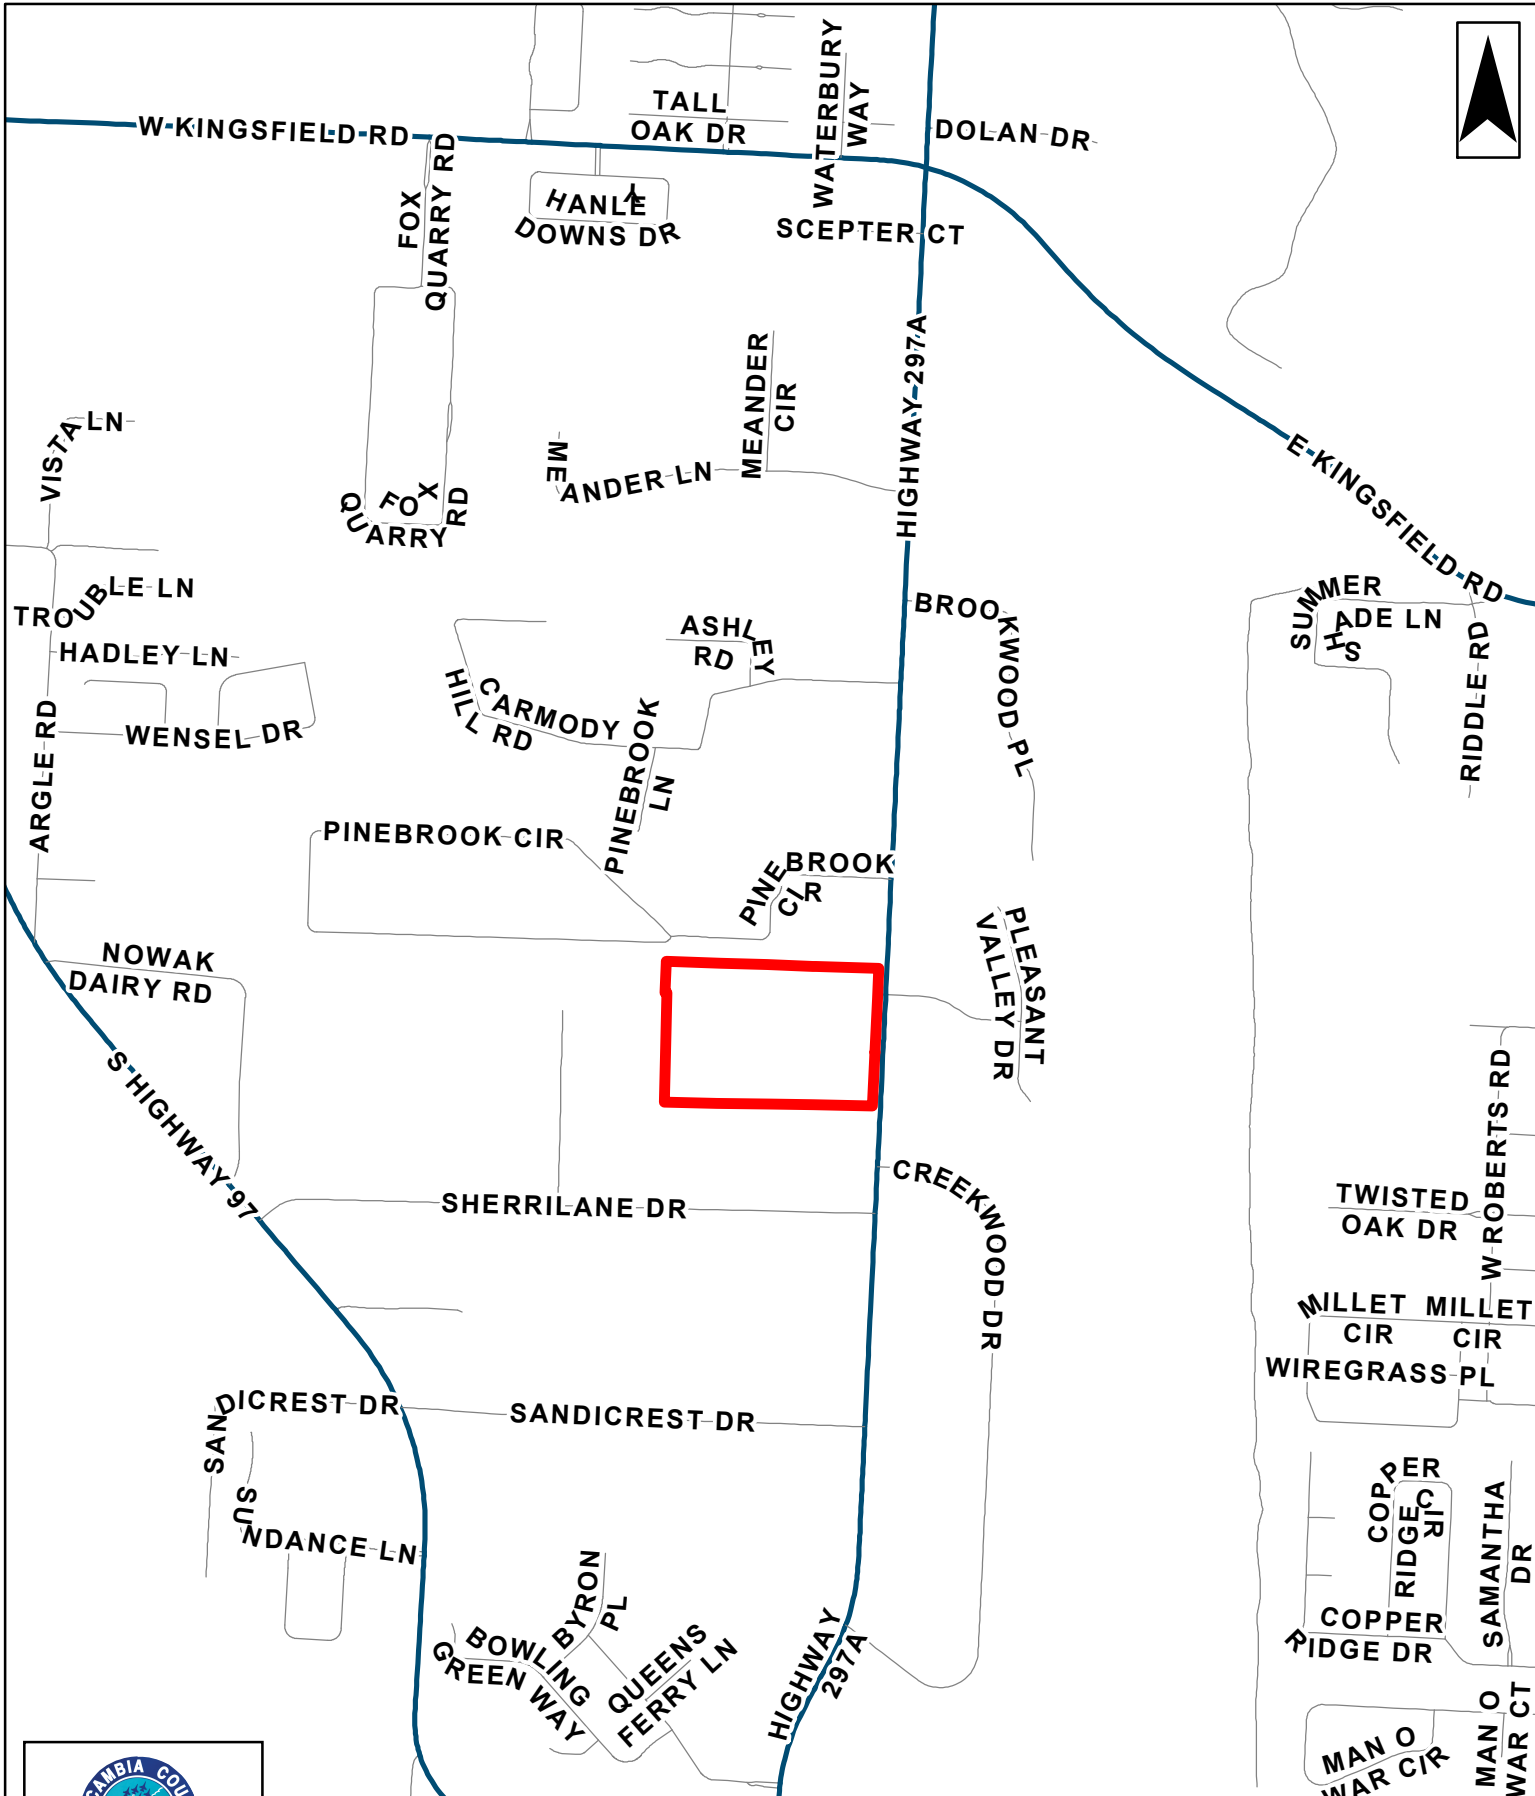 WATERBURY
WAY
TALL
OAK DR
W KINGSFIELD RD
DOLAN DR
FOX
QUARRY RD
HANLEY
DOWNS DR
SCEPTER CT
HIGHWAY 297A
MEANDER
CIR
VISTA LN
MEANDER LN
E KINGSFIELD RD
FOX
QUARRY RD
TROUBLE LN
BROOKWOOD PL
SUMMER
SHADE LN
ASHLEY
RD
RIDDLE RD
HADLEY LN
CARMODY
HILL RD
PINEBROOK
LN
WENSEL DR
ARGLE RD
PINEBROOK CIR
PINEBROOK
CIR
PLEASANT
VALLEY DR
NOWAK
DAIRY RD
S HIGHWAY 97
W ROBERTS RD
CREEKWOOD DR
SHERRILANE DR
TWISTED
OAK DR
MILLET
CIR
MILLET
CIR
WIREGRASS PL
SANDICREST DR
SANDICREST DR
COPPER
RIDGE
CIR
SAMANTHA
DR
SUNDANCE LN
BYRON
PL
COPPER
RIDGE DR
BOWLING
GREEN WAY
QUEENS
FERRY LN
HIGHWAY
297A
MAN O
WAR CIR
MAN O
WAR CT
CAMBIA COU